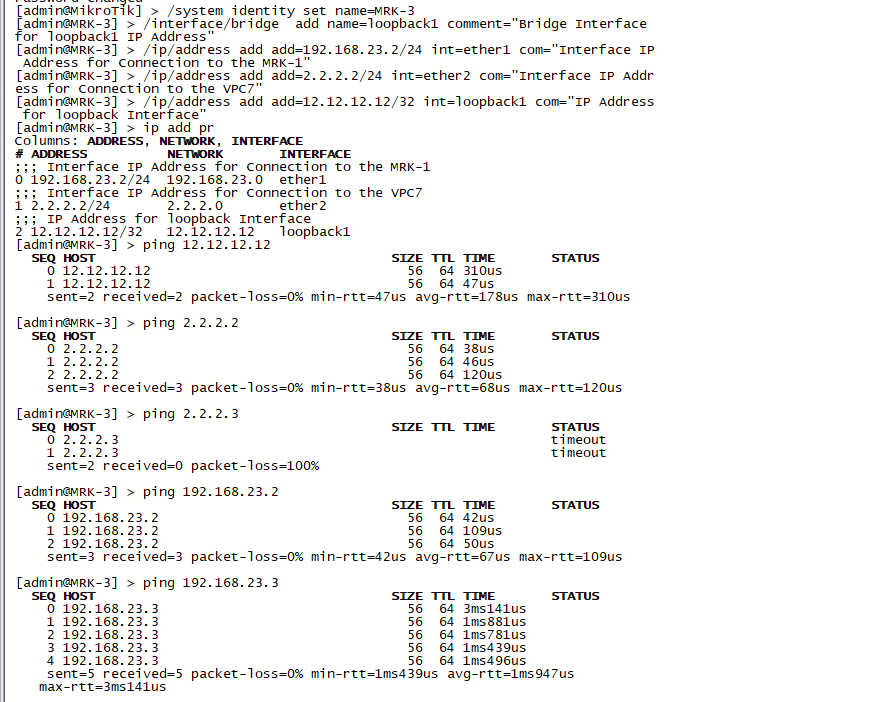 [admin@MikroTik] > /system identity set name=MRK-3
[admin@MRK-3] > /interface/bridge  add name=loopback1 comment="Bridge Interface
for loopback1 IP Address"
[admin@MRK-3] > /ip/address add add=192.168.23.2/24 int=ether1 com="Interface IP
 Address for Connection to the MRK-1"
[admin@MRK-3] > /ip/address add add=2.2.2.2/24 int=ether2 com="Interface IP Addr
ess for Connection to the VPC7"
[admin@MRK-3] > /ip/address add add=12.12.12.12/32 int=loopback1 com="IP Address
 for loopback Interface"
[admin@MRK-3] > ip add pr
Columns: ADDRESS, NETWORK, INTERFACE
# ADDRESS          NETWORK       INTERFACE
;;; Interface IP Address for Connection to the MRK-1
0 192.168.23.2/24  192.168.23.0  ether1
;;; Interface IP Address for Connection to the VPC7
1 2.2.2.2/24       2.2.2.0       ether2
;;; IP Address for loopback Interface
2 12.12.12.12/32   12.12.12.12   loopback1
[admin@MRK-3] > ping 12.12.12.12
  SEQ HOST                                     SIZE TTL TIME       STATUS
    0 12.12.12.12                                56  64 310us
    1 12.12.12.12                                56  64 47us
    sent=2 received=2 packet-loss=0% min-rtt=47us avg-rtt=178us max-rtt=310us
[admin@MRK-3] > ping 2.2.2.2
  SEQ HOST                                     SIZE TTL TIME       STATUS
    0 2.2.2.2                                    56  64 38us
    1 2.2.2.2                                    56  64 46us
    2 2.2.2.2                                    56  64 120us
    sent=3 received=3 packet-loss=0% min-rtt=38us avg-rtt=68us max-rtt=120us
[admin@MRK-3] > ping 2.2.2.3
  SEQ HOST                                     SIZE TTL TIME       STATUS
    0 2.2.2.3                                                      timeout
    1 2.2.2.3                                                      timeout
    sent=2 received=0 packet-loss=100%
[admin@MRK-3] > ping 192.168.23.2
  SEQ HOST                                     SIZE TTL TIME       STATUS
    0 192.168.23.2                               56  64 42us
    1 192.168.23.2                               56  64 109us
    2 192.168.23.2                               56  64 50us
    sent=3 received=3 packet-loss=0% min-rtt=42us avg-rtt=67us max-rtt=109us
[admin@MRK-3] > ping 192.168.23.3
  SEQ HOST                                     SIZE TTL TIME       STATUS
    0 192.168.23.3                               56  64 3ms141us
    1 192.168.23.3                               56  64 1ms881us
    2 192.168.23.3                               56  64 1ms781us
    3 192.168.23.3                               56  64 1ms439us
    4 192.168.23.3                               56  64 1ms496us
    sent=5 received=5 packet-loss=0% min-rtt=1ms439us avg-rtt=1ms947us
   max-rtt=3ms141us